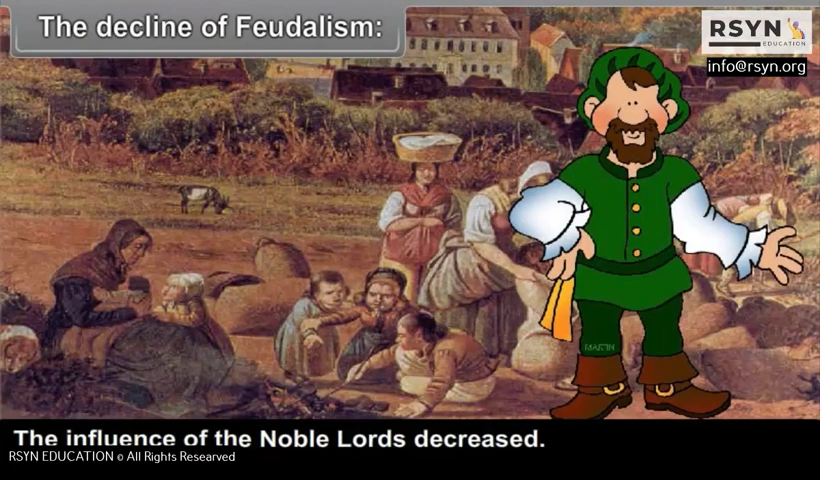 The decline of Feudalism:
RSYN
EDUCATION
info@rsyn.org
MARTIN
The influence of the Noble Lords decreased.
RSYN EDUCATION © All Rights Researved